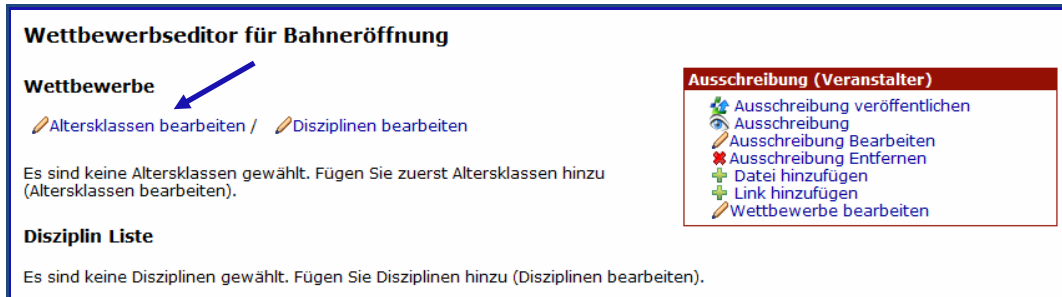 Wettbewerbseditor für Bahneröffnung
Wettbewerbe
Altersklassen bearbeiten / Disziplinen bearbeiten
Es sind keine Altersklassen gewählt. Fügen Sie zuerst Altersklassen hinzu
(Altersklassen bearbeiten).
Disziplin Liste
Es sind keine Disziplinen gewählt. Fügen Sie Disziplinen hinzu (Disziplinen bearbeiten).
Ausschreibung (Veranstalter)
Ausschreibung veröffentlichen
Ausschreibung
Ausschreibung Bearbeiten
Ausschreibung Entfernen
Datei hinzufügen
Link hinzufügen
Wettbewerbe bearbeiten